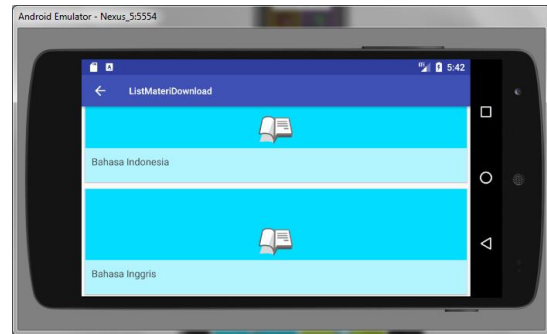 Android Emulator - Nexus_5:5554
5:42
ListMateriDownload
Bahasa Indonesia
Bahasa Inggris